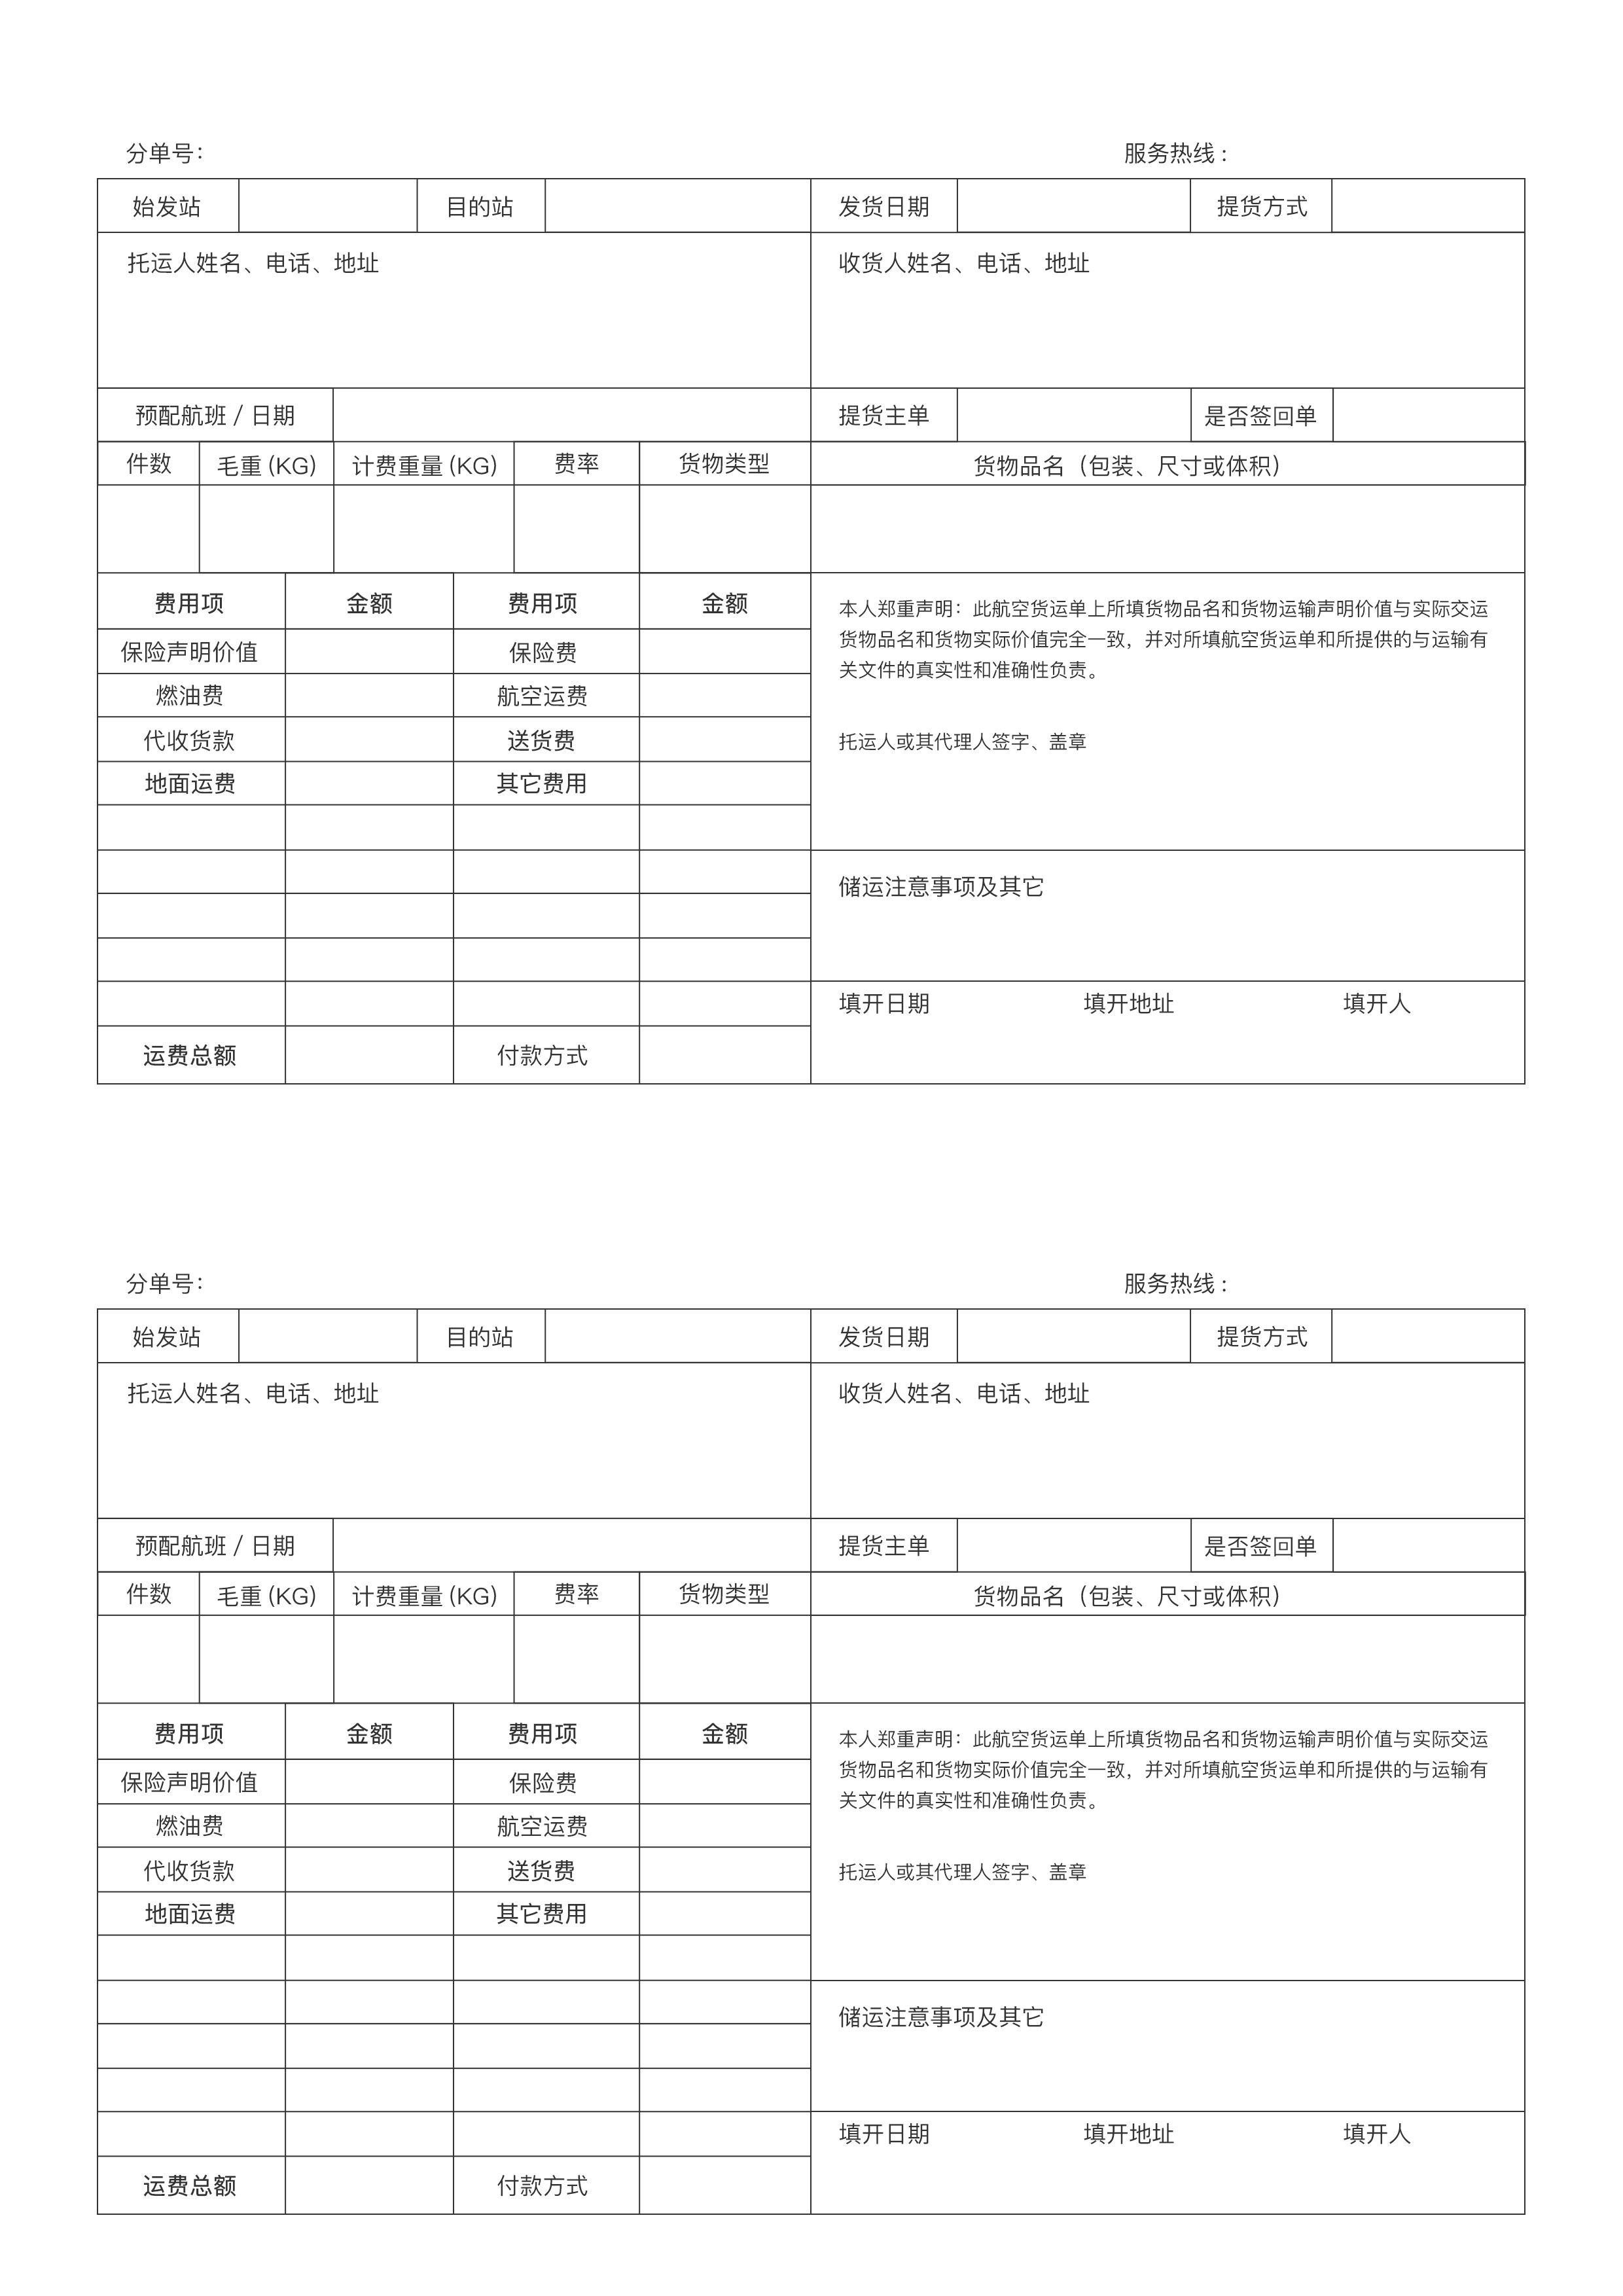 分单号： 服务热线：
始发站 目的站 发货日期 提货方式
托运人姓名、电话、地址 收货人姓名、电话、地址
预配航班 / 日期 提货主单 是否签回单
件数 毛重 (KG) 计费重量 (KG) 费率 货物类型 货物品名（包装、尺寸或体积）
费用项 金额 费用项 金额
保险声明价值 保险费
燃油费 航空运费
代收货款 送货费
地面运费 其它费用
本人郑重声明：此航空货运单上所填货物品名和货物运输声明价值与实际交运
货物品名和货物实际价值完全一致，并对所填航空货运单和所提供的与运输有
关文件的真实性和准确性负责。
托运人或其代理人签字、盖章
储运注意事项及其它
填开日期 填开地址 填开人
运费总额 付款方式
分单号： 服务热线：
始发站 目的站 发货日期 提货方式
托运人姓名、电话、地址 收货人姓名、电话、地址
预配航班 / 日期 提货主单 是否签回单
件数 毛重 (KG) 计费重量 (KG) 费率 货物类型 货物品名（包装、尺寸或体积）
费用项 金额 费用项 金额
保险声明价值 保险费
燃油费 航空运费
代收货款 送货费
地面运费 其它费用
本人郑重声明：此航空货运单上所填货物品名和货物运输声明价值与实际交运
货物品名和货物实际价值完全一致，并对所填航空货运单和所提供的与运输有
关文件的真实性和准确性负责。
托运人或其代理人签字、盖章
储运注意事项及其它
填开日期 填开地址 填开人
运费总额 付款方式